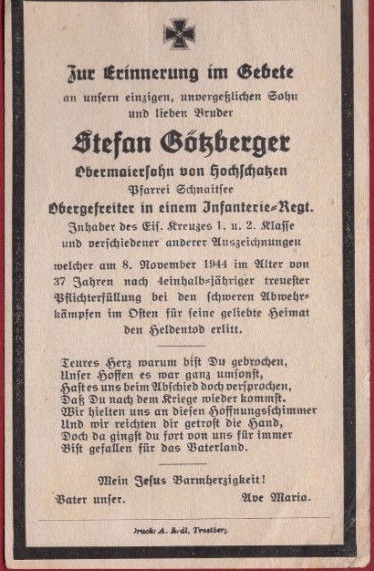 Zur Erinnerung im Gebete
an unsern einzigen, unvergeßlichen Sohn
und lieben Bruder
Stefan Götzberger
Obermaiersohn von Hochschatzen
Pfarrei Schnaitsee
Obergefreiter in einem Infanterie=Regt.
Inhaber des Eis. Kreuzes 1. u. 2. Klasse
und verschiedener anderer Auszeichnungen
welcher am 8. November 1944 im Alter von
37 Jahren nach 4einhalb=jähriger treuester
Pflichterfüllung bei den schweren Abwehr=
kämpfen im Osten für seine geliebte Heimat
den Heldentod erlitt.
Teures Herz warum bist Du gebrochen,
Unser Hoffen es war ganz umsonst,
Hast es uns beim Abschied doch versprochen,
Daß Du nach dem Kriege wieder kommst.
Wir hielten uns an diesen Hoffnungsschimmer
Und wir reichten dir getrost die Hand,
Doch da gingst du fort von uns für immer
Bist gefallen für das Vaterland.
Mein Jesus Barmherzigkeit!
Vater unser. Ave Maria.
Druck: A. Erdl, Trostberg.